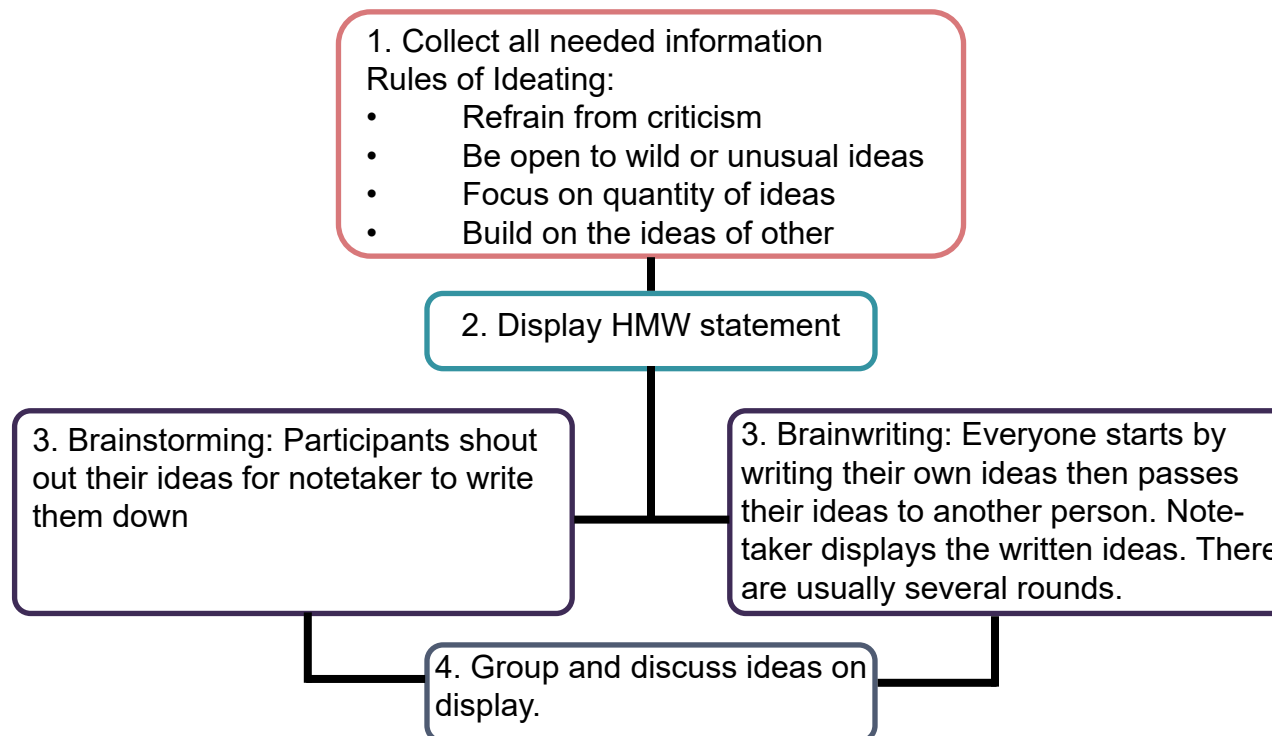 1. Collect all needed information
Rules of Ideating:
• Refrain from criticism
• Be open to wild or unusual ideas
• Focus on quantity of ideas
• Build on the ideas of other
2. Display HMW statement
3. Brainstorming: Participants shout
out their ideas for notetaker to write
them down
3. Brainwriting: Everyone starts by
writing their own ideas then passes
their ideas to another person. Note-
taker displays the written ideas. There
are usually several rounds.
4. Group and discuss ideas on
display.